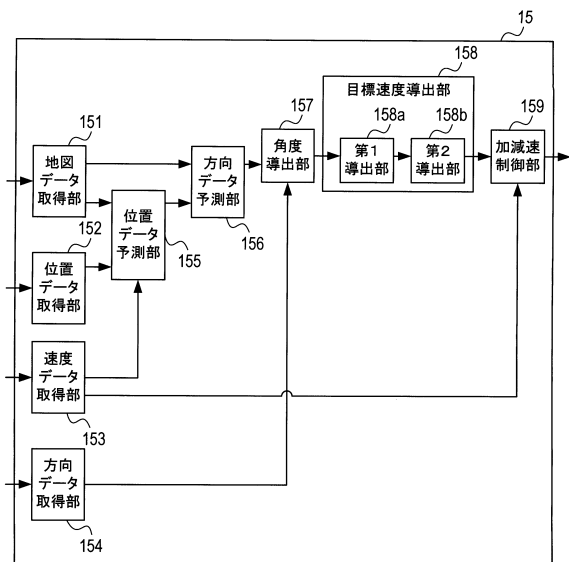 15
158
目標速度導出部
157
158a
158b
159
151
角度
導出部
第1
導出部
第2
導出部
加減速
制御部
地図
データ
取得部
方向
データ
予測部
156
位置
データ
予測部
155
152
位置
データ
取得部
速度
データ
取得部
153
方向
データ
取得部
154